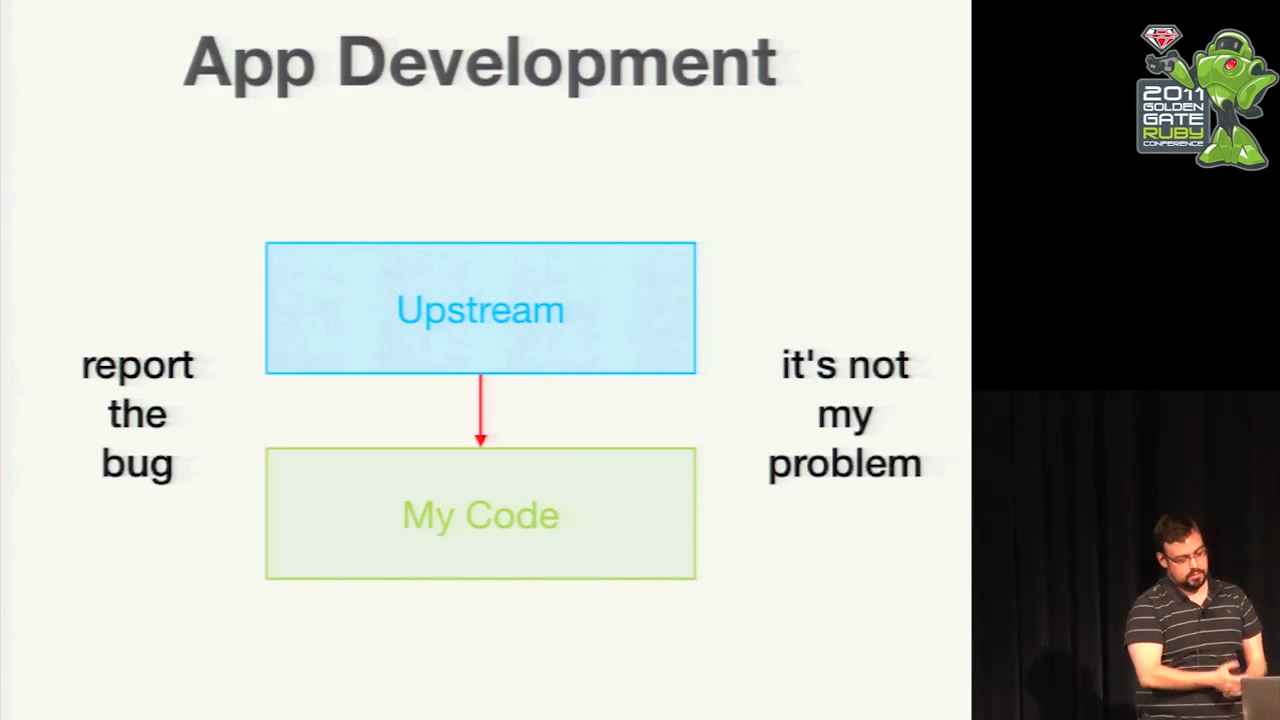 App Development
Upstream
report
the
bug
it's not
my
problem
My Code
2011
GOLDEN
GATE
RUBY
CONFERENCE